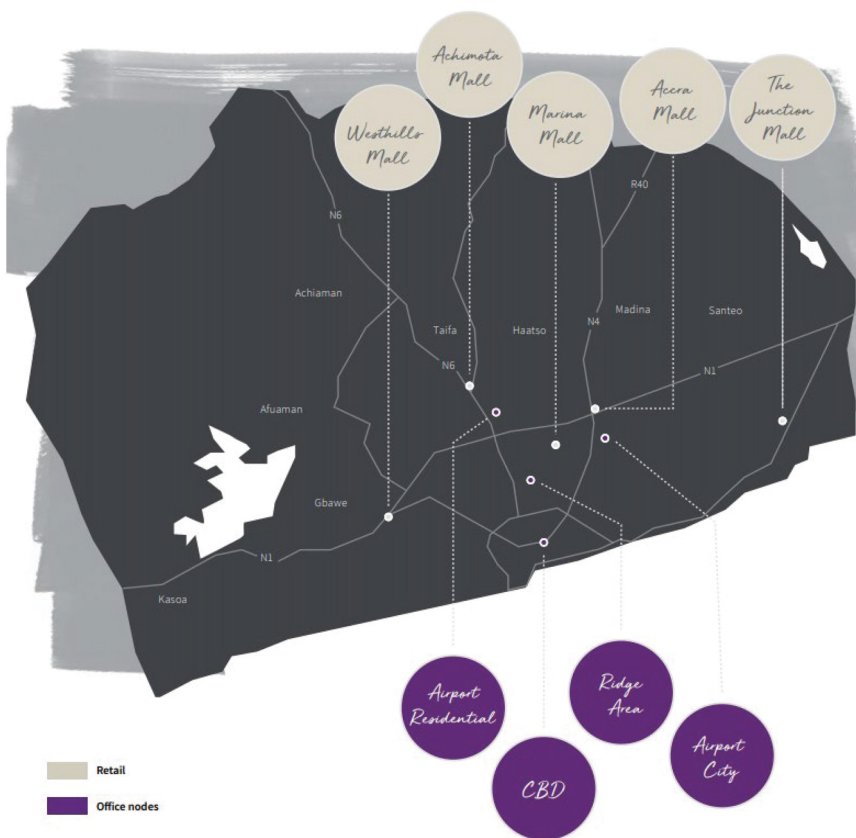 Achimota
Mall
Westhills
Mall
Marina
Mall
Accra
Mall
The
Junction
Mall
R40
N6
Achiaman
Taifa
Haatso
N4
Madina
Santeo
N6
N1
Afuaman
Gbawe
N1
Kasoa
Airport
Residential
Ridge
Area
CBD
Airport
City
Retail
Office nodes